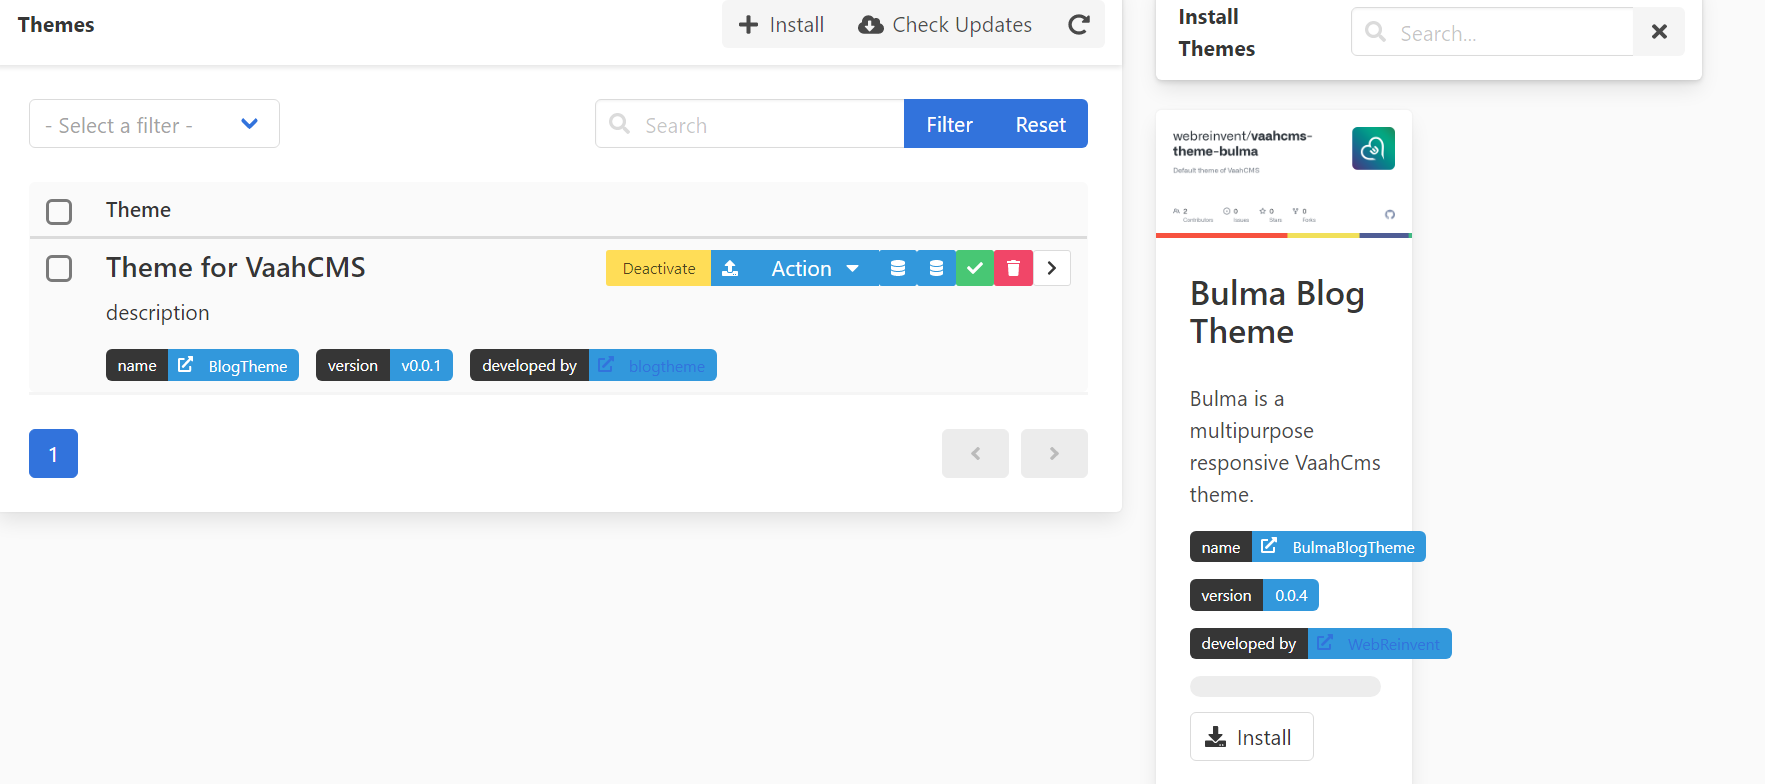 Themes
Install
Check Updates
- Select a filter -
Search
Filter
Reset
Theme
Theme for VaahCMS
Deactivate
Action
description
name BlogTheme
version v0.0.1
developed by blogtheme
1
Install
Themes
Search...
webreinvent/vaahcms-
theme-bulma
Default theme of VaahCMS
2 Contributors
0 Issues
0 Stars
0 Forks
Bulma Blog
Theme
Bulma is a
multipurpose
responsive VaahCms
theme.
name BulmaBlogTheme
version 0.0.4
developed by WebReinvent
Install